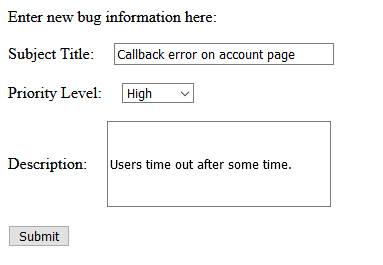 Enter new bug information here:
Subject Title: Callback error on account page
Priority Level: High
Description: Users time out after some time.
Submit